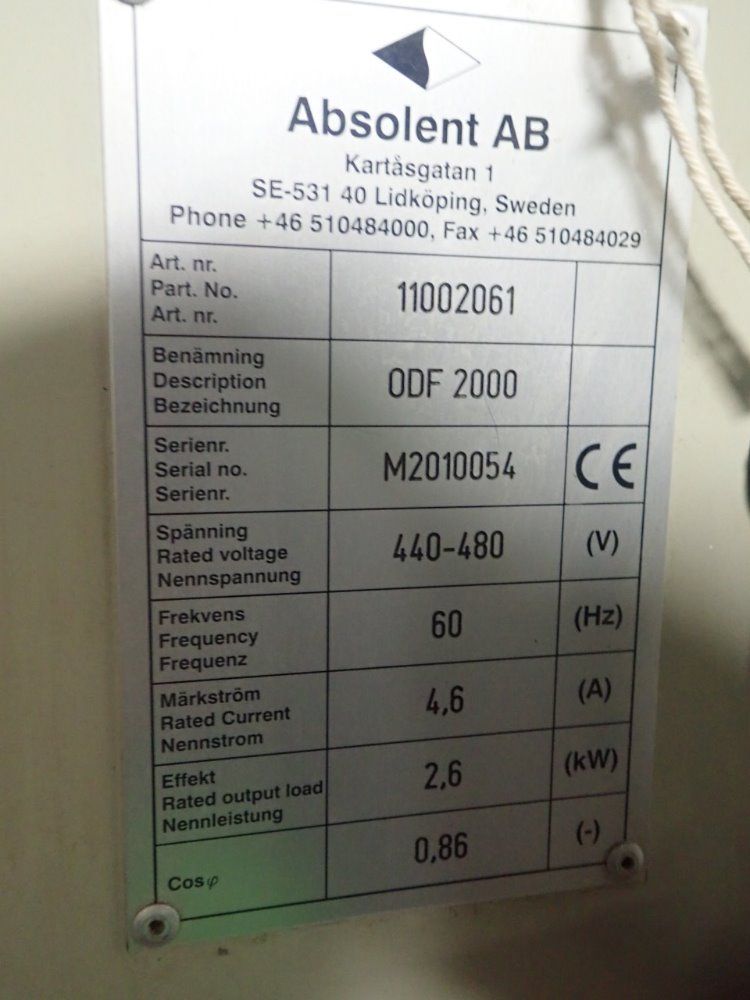 Absolent AB
Kartåsgatan 1
SE-531 40 Lidköping, Sweden
Phone +46 510484000, Fax +46 510484029
Art. nr.
Part. No.
Art. nr.
11002061
Benämning
Description
Bezeichnung
ODF 2000
Serienr.
Serial no.
Serienr.
M2010054
CE
Spänning
Rated voltage
Nennspannung
440-480
(V)
Frekvens
Frequency
Frequenz
60
(Hz)
Märkström
Rated Current
Nennstrom
4,6
(A)
Effekt
Rated output load
Nennleistung
2,6
(kW)
Cosφ
0,86
(-)